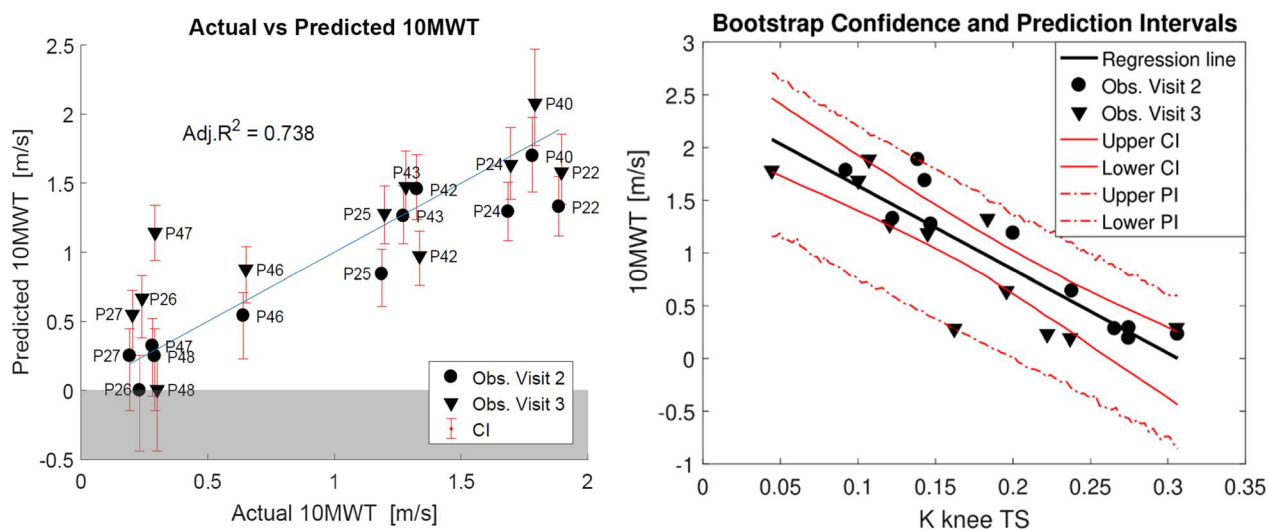 Actual vs Predicted 10MWT
2.5
2
1.5
1
0.5
0
-0.5
Predicted 10MWT [m/s]
Adj.R² = 0.738
P40
P40
P24
P22
P43
P42
P25
P43
P24
P22
P47
P42
P46
P25
P26
P27
P46
P47
P27
P48
P26
P48
Obs. Visit 2
Obs. Visit 3
CI
0
0.5
1
1.5
2
Actual 10MWT [m/s]
Bootstrap Confidence and Prediction Intervals
3
2.5
2
1.5
1
0.5
0
-0.5
-1
10MWT [m/s]
Regression line
Obs. Visit 2
Obs. Visit 3
Upper CI
Lower CI
Upper PI
Lower PI
0
0.05
0.1
0.15
0.2
0.25
0.3
0.35
K knee TS